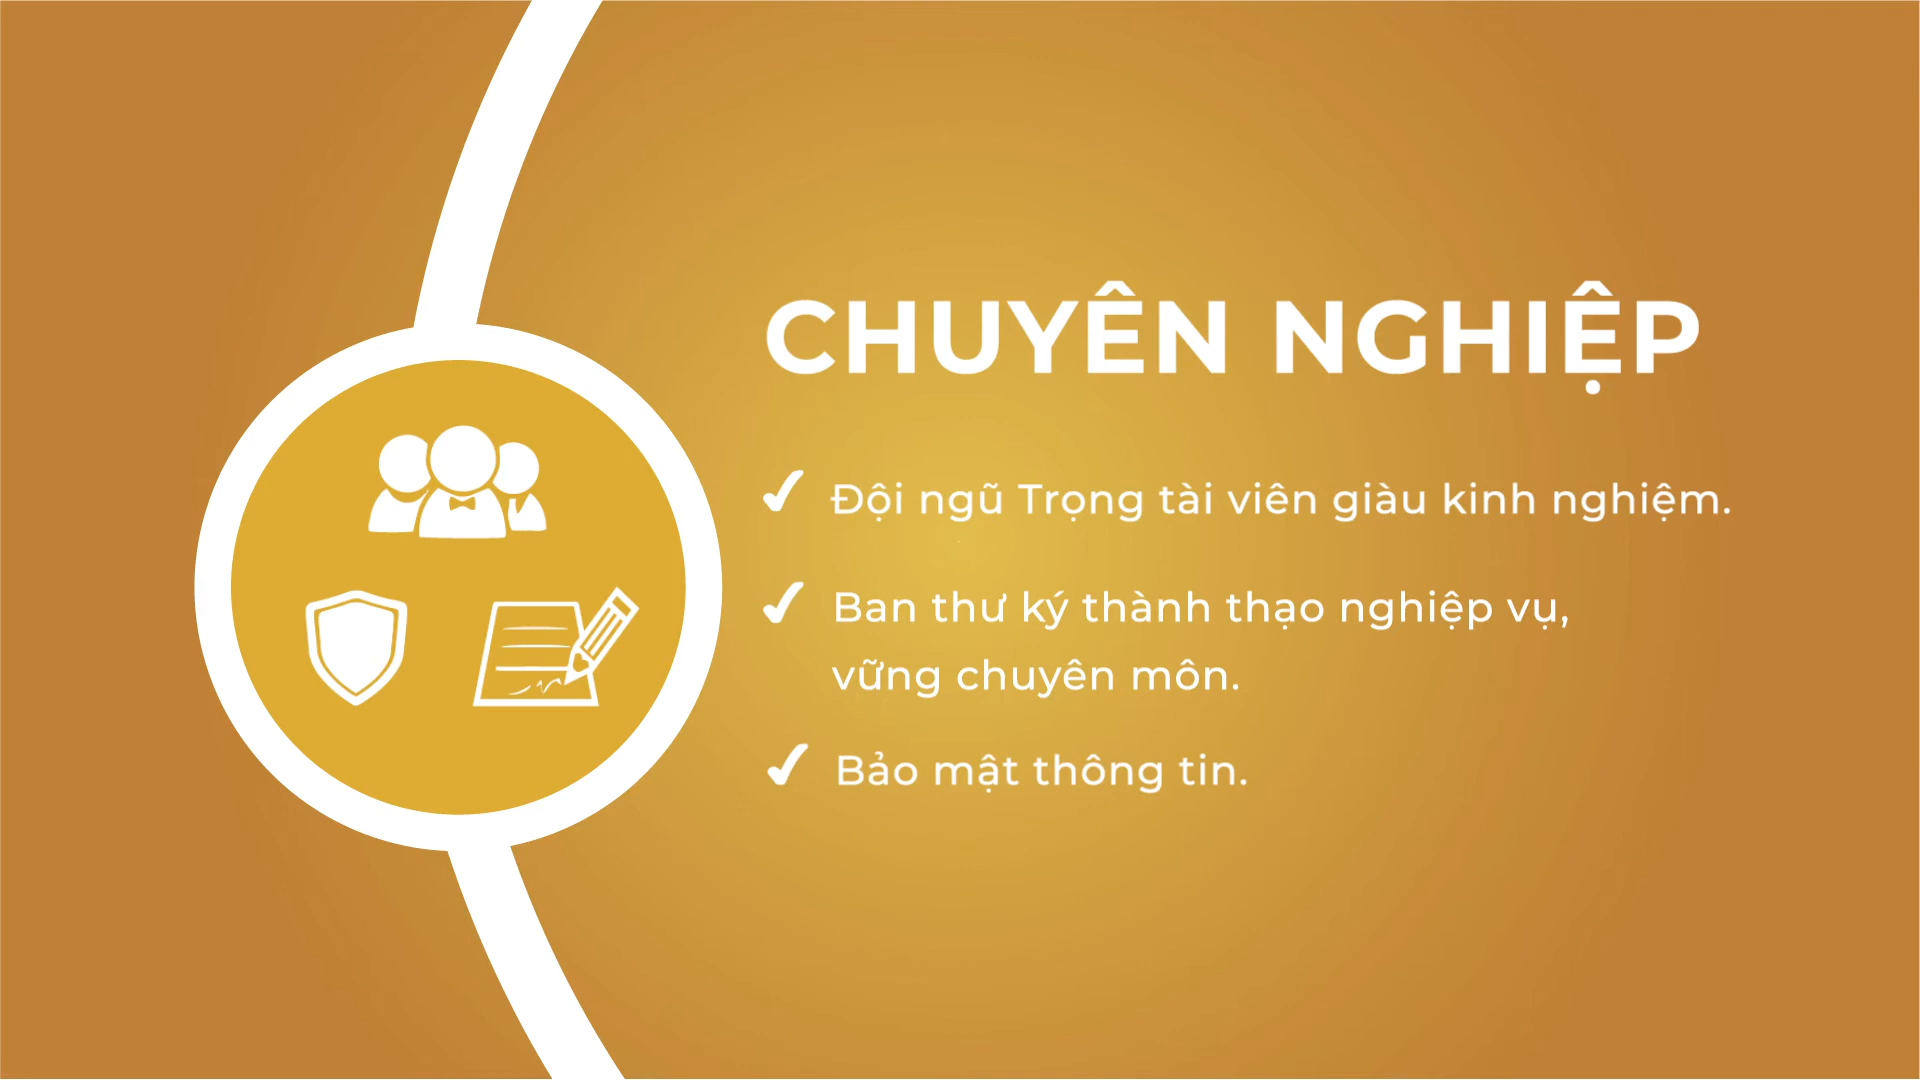 CHUYÊN NGHIỆP
✔ Đội ngũ Trọng tài viên giàu kinh nghiệm.
✔ Ban thư ký thành thạo nghiệp vụ,
vững chuyên môn.
✔ Bảo mật thông tin.